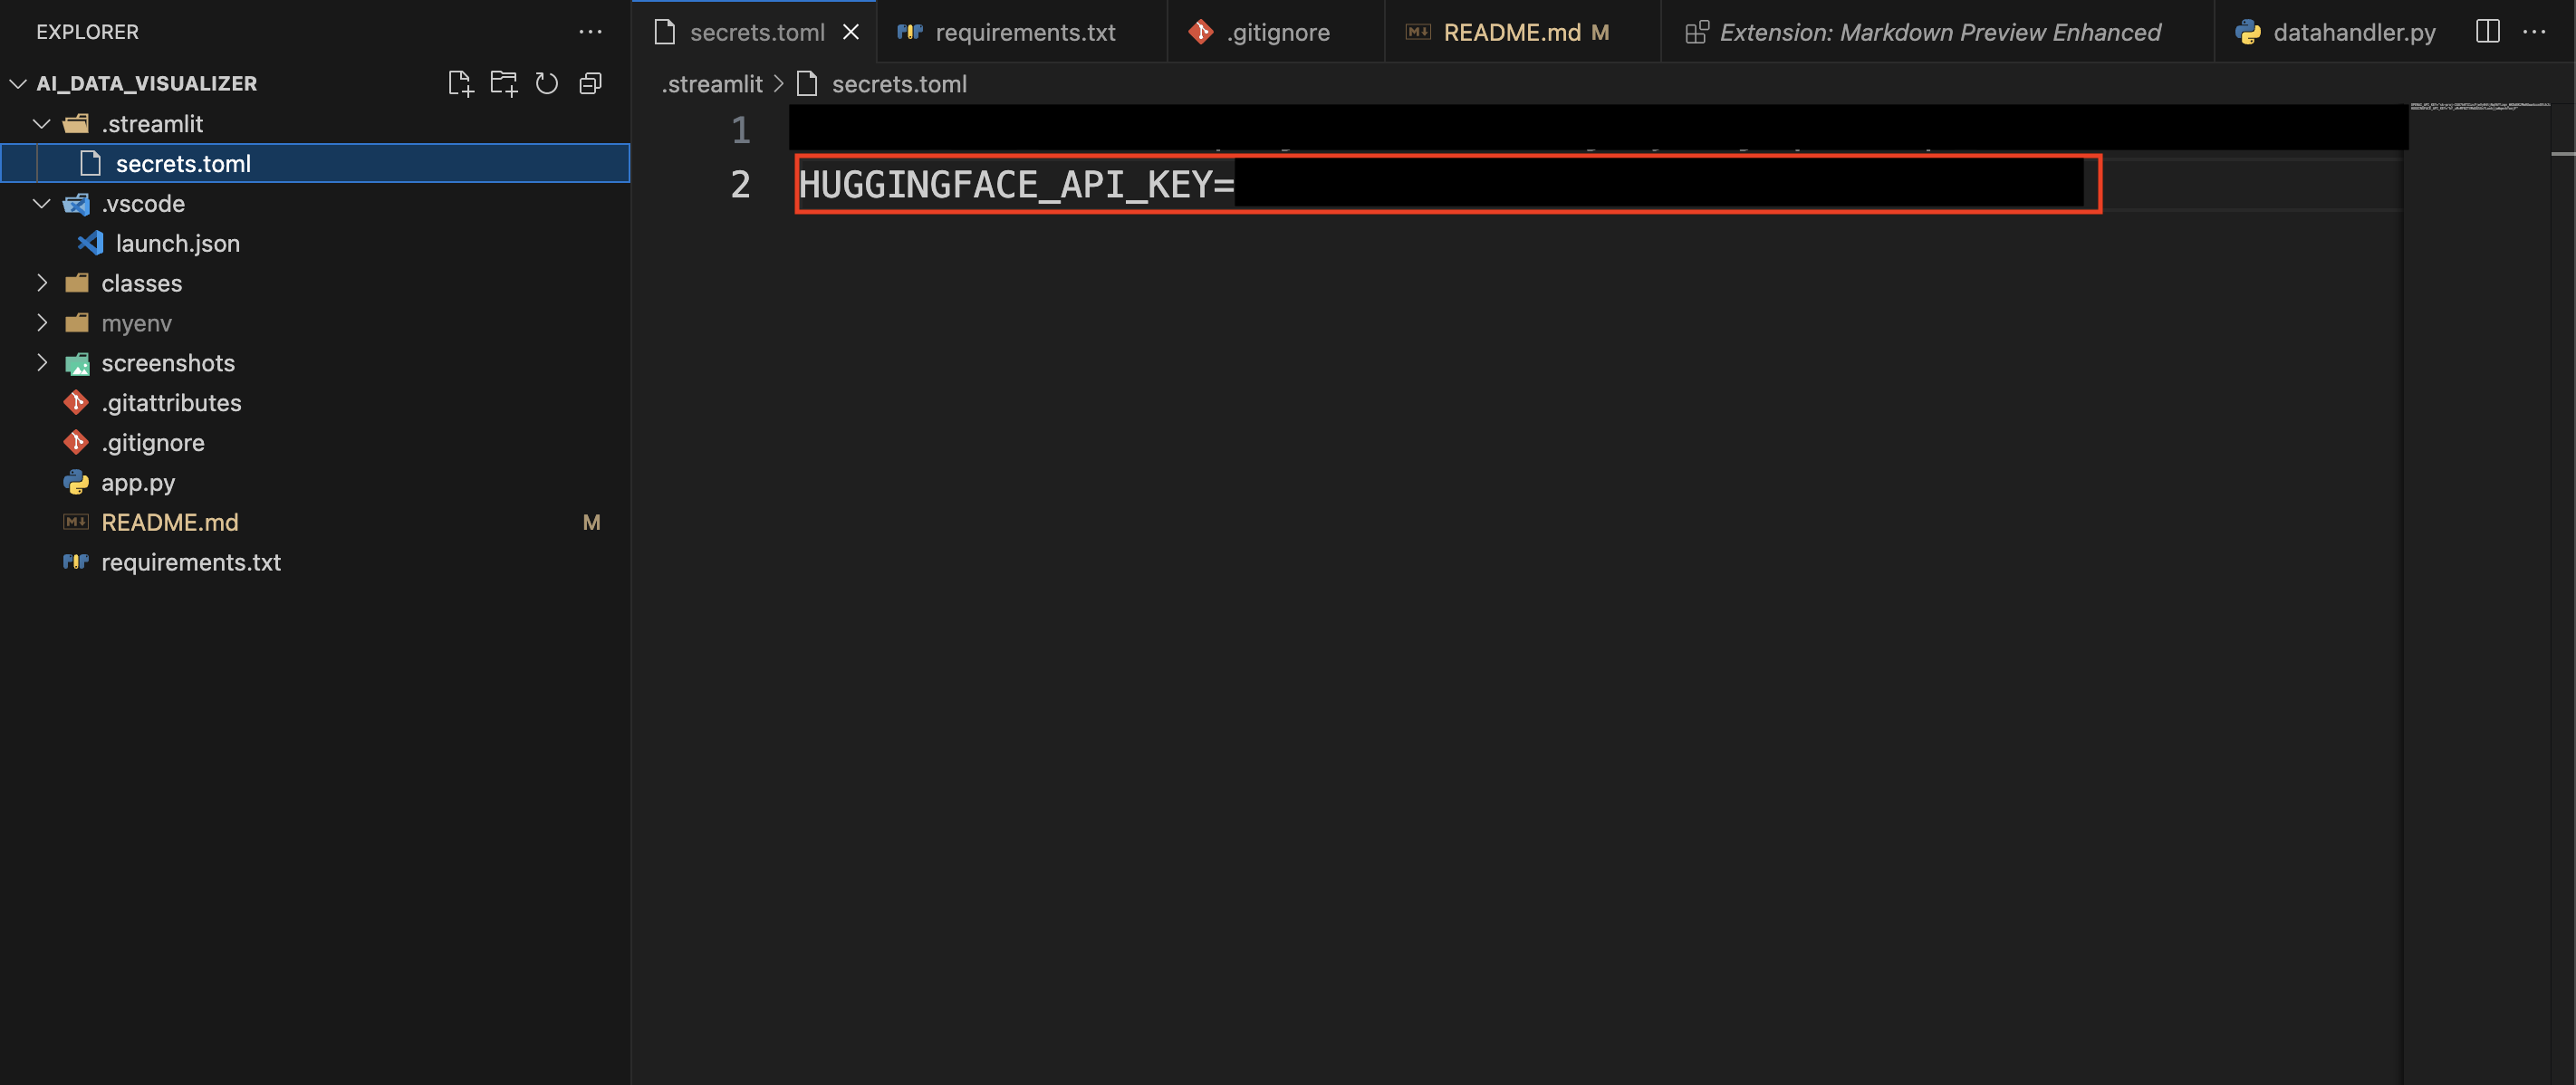 EXPLORER
AI_DATA_VISUALIZER
.streamlit
secrets.toml
.vscode
launch.json
classes
myenv
screenshots
.gitattributes
.gitignore
app.py
README.md M
requirements.txt
secrets.toml requirements.txt .gitignore README.md M Extension: Markdown Preview Enhanced datahandler.py
.streamlit > secrets.toml
1
2 HUGGINGFACE_API_KEY=